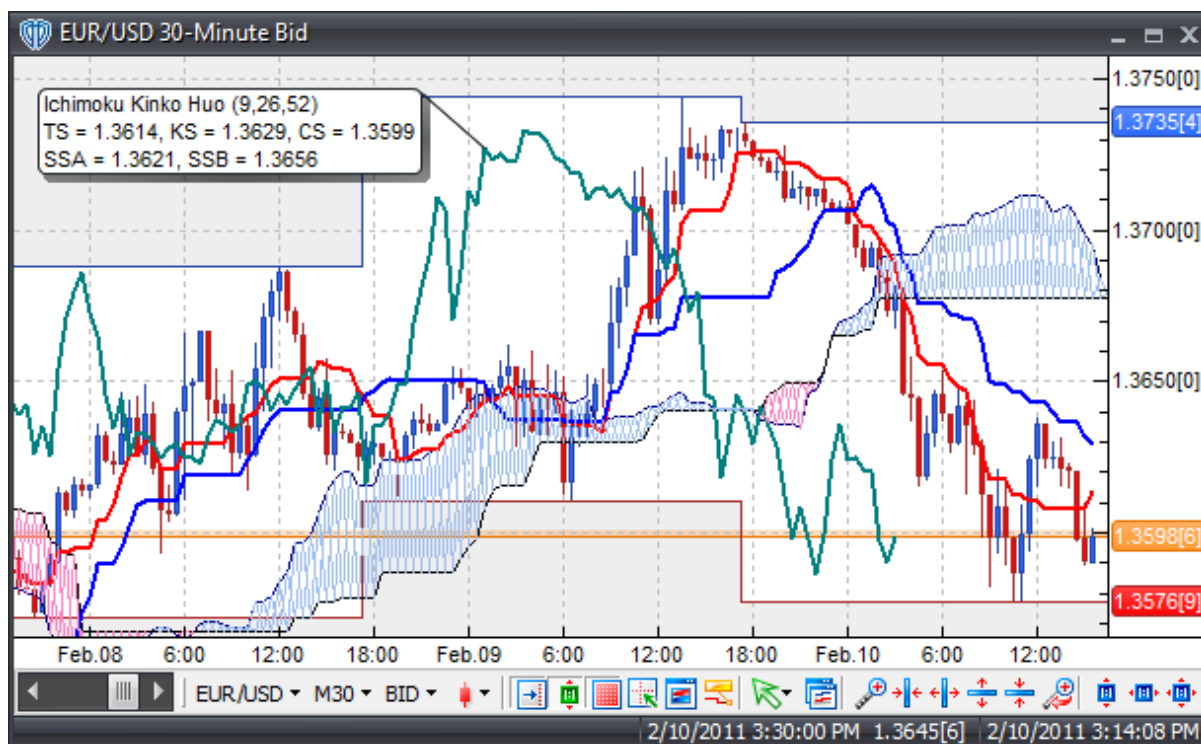 EUR/USD 30-Minute Bid
1.3750[0]
Ichimoku Kinko Huo (9,26,52)
TS = 1.3614, KS = 1.3629, CS = 1.3599
SSA = 1.3621, SSB = 1.3656
1.3735[4]
1.3700[0]
1.3650[0]
1.3598[6]
1.3576[9]
Feb.08 6:00 12:00 18:00 Feb.09 6:00 12:00 18:00 Feb.10 6:00 12:00
EUR/USD M30 BID
2/10/2011 3:30:00 PM 1.3645[6] 2/10/2011 3:14:08 PM